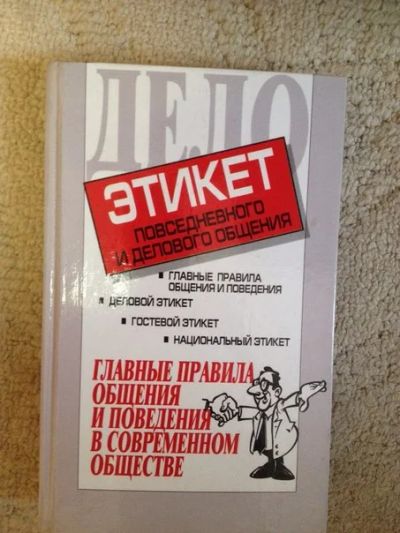 ДЕЛО
ЭТИКЕТ
ПОВСЕДНЕВНОГО
И ДЕЛОВОГО ОБЩЕНИЯ
▪ ГЛАВНЫЕ ПРАВИЛА
ОБЩЕНИЯ И ПОВЕДЕНИЯ
▪ ДЕЛОВОЙ ЭТИКЕТ
▪ ГОСТЕВОЙ ЭТИКЕТ
▪ НАЦИОНАЛЬНЫЙ ЭТИКЕТ
ГЛАВНЫЕ ПРАВИЛА
ОБЩЕНИЯ
И ПОВЕДЕНИЯ
В СОВРЕМЕННОМ
ОБЩЕСТВЕ